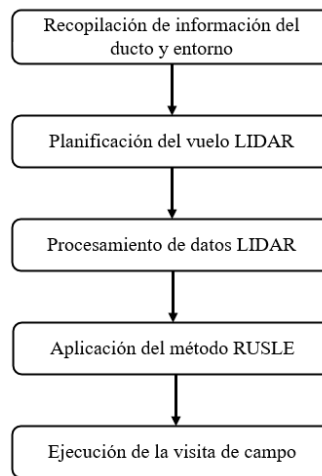 Recopilación de información del
ducto y entorno
Planificación del vuelo LIDAR
Procesamiento de datos LIDAR
Aplicación del método RUSLE
Ejecución de la visita de campo